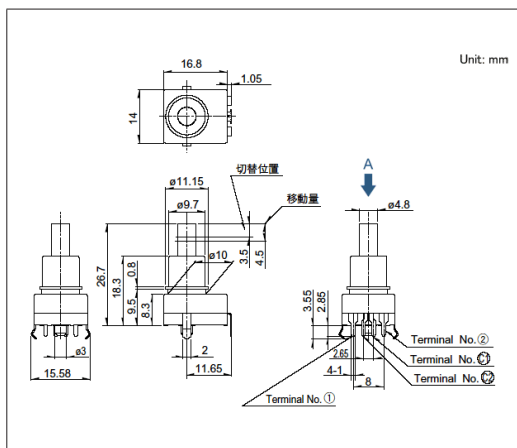 Unit: mm
16.8
1.05
14
A
切替位置
移動量
ø11.15
ø9.7
ø4.8
ø10
3.5
4.5
26.7
18.3
0.8
9.5
8.3
3.55
2.85
ø3
2
15.58
11.65
2.65
4-1
8
Terminal No.②
Terminal No.
Terminal No.
Terminal No.①